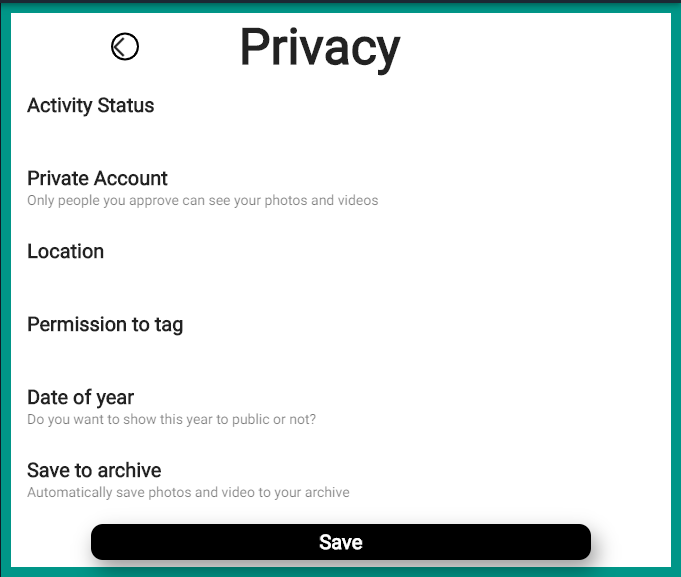 Privacy
Activity Status
Private Account
Only people you approve can see your photos and videos
Location
Permission to tag
Date of year
Do you want to show this year to public or not?
Save to archive
Automatically save photos and video to your archive
Save